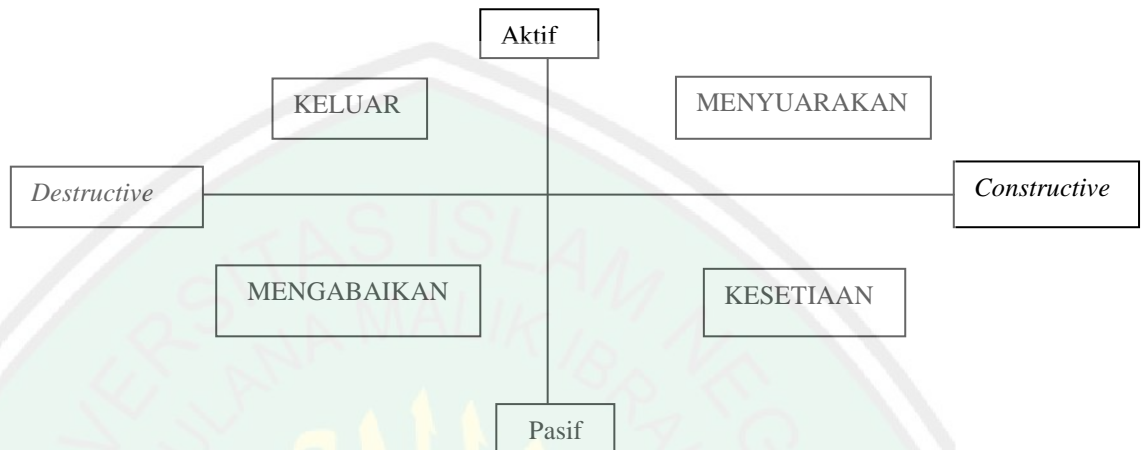 Aktif
KELUAR
MENYUARAKAN
Destructive
Constructive
MENGABAIKAN
KESETIAAN
Pasif